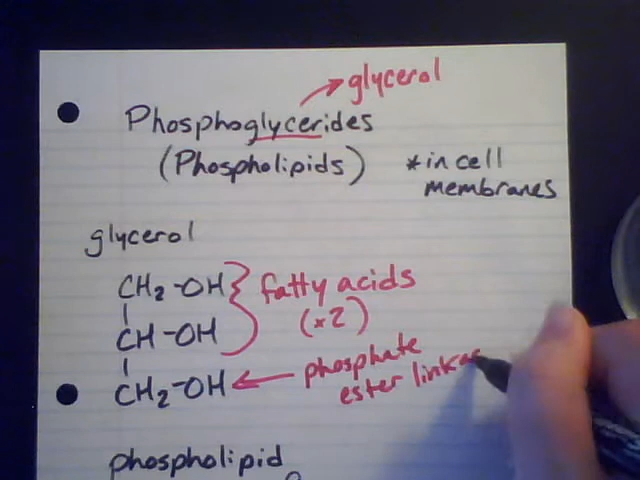 glycerol
Phosphoglycerides
(Phospholipids) *in cell
membranes
glycerol
CH2-OH
CH-OH
CH2-OH
fatty acids
(x2)
phosphate
ester
phospholipid